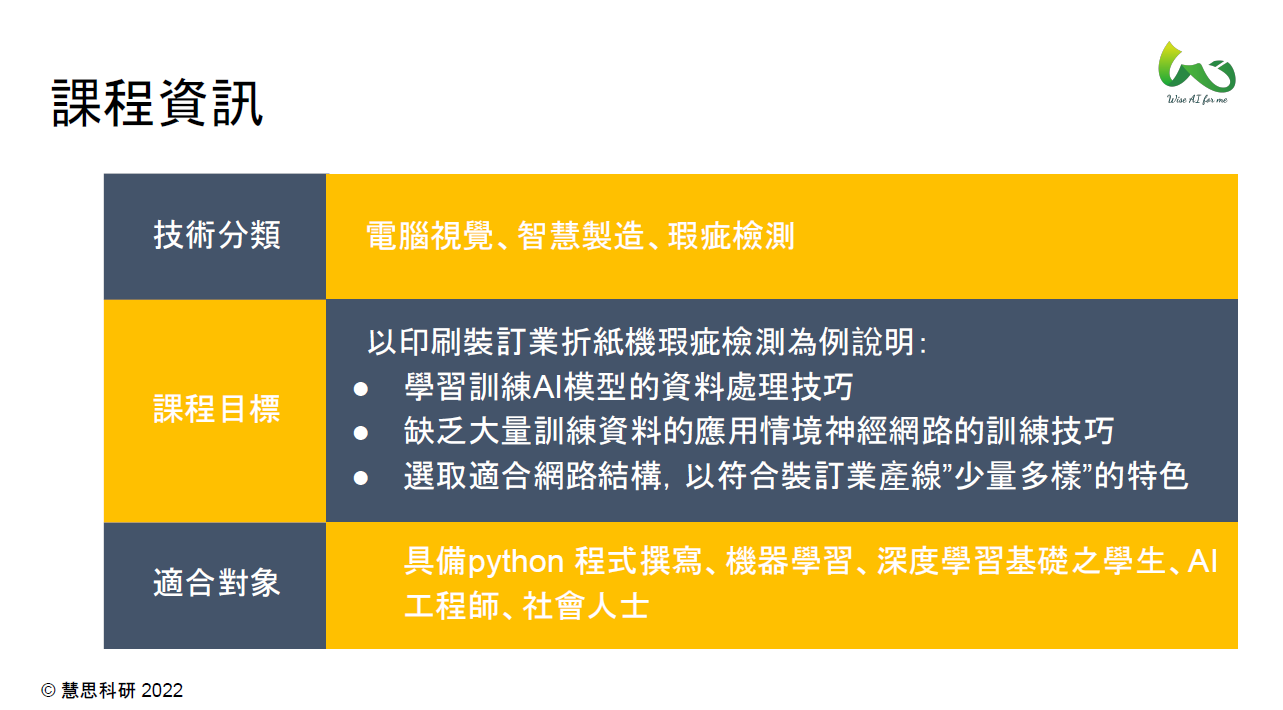 課程資訊
Wise AI for me
技術分類
電腦視覺、智慧製造、瑕疵檢測
課程目標
以印刷裝訂業折紙機瑕疵檢測為例說明：
● 學習訓練AI模型的資料處理技巧
● 缺乏大量訓練資料的應用情境神經網路的訓練技巧
● 選取適合網路結構，以符合裝訂業產線”少量多樣”的特色
適合對象
具備python 程式撰寫、機器學習、深度學習基礎之學生、AI
工程師、社會人士
© 慧思科研 2022